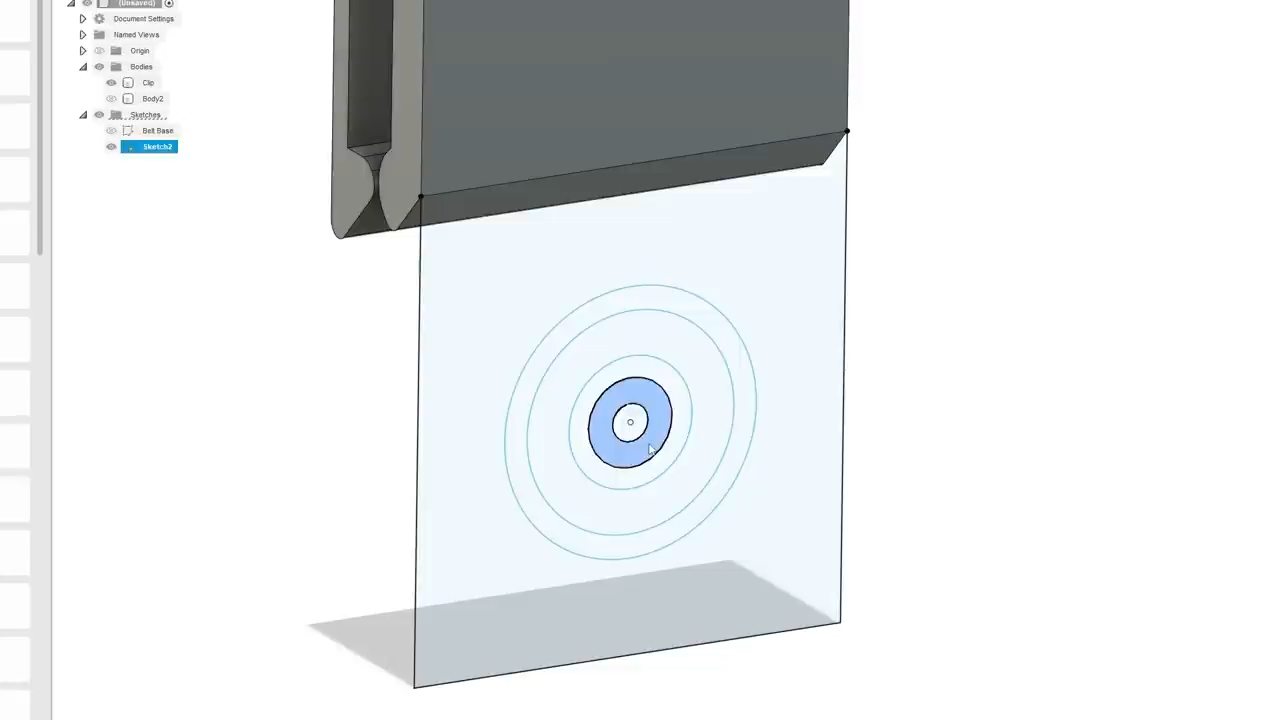 (Unsaved)
Document Settings
Named Views
Origin
Bodies
Clip
Body2
Sketches
Belt Base
Sketch2